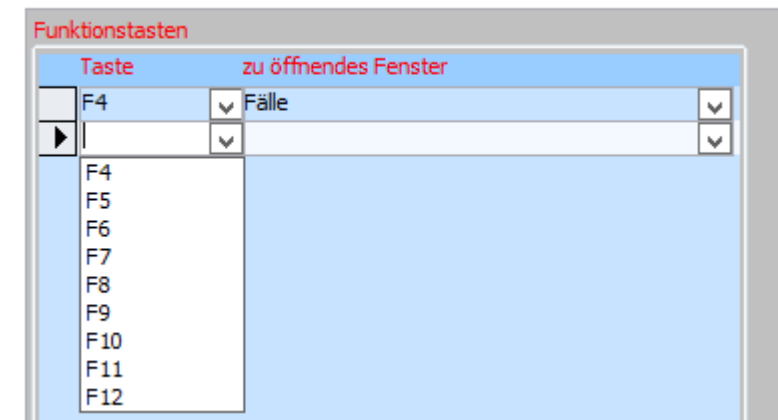 Funktionstasten
Taste zu öffnendes Fenster
F4 Fälle
F4
F5
F6
F7
F8
F9
F10
F11
F12